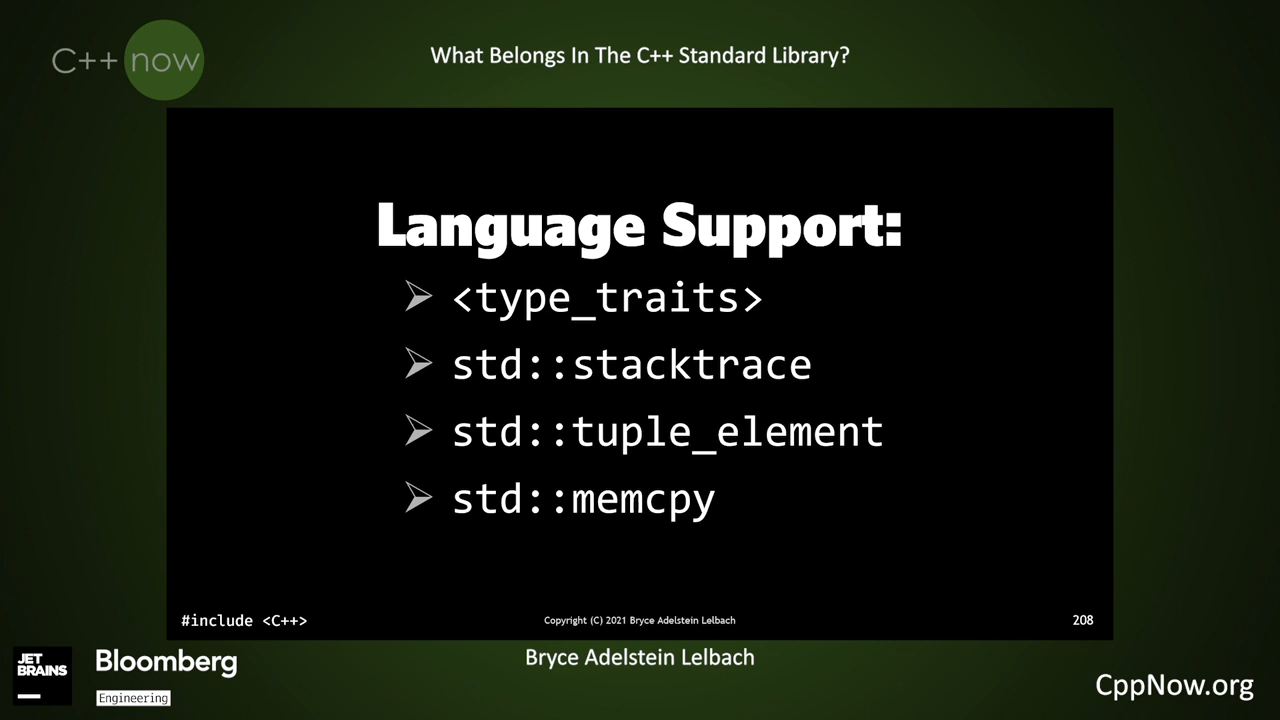 C++ now
What Belongs In The C++ Standard Library?
Language Support:
<type_traits>
std::stacktrace
std::tuple_element
std::memcpy
#include <C++>
Copyright (C) 2021 Bryce Adelstein Lelbach
208
JET
BRAINS
Bloomberg
Engineering
Bryce Adelstein Lelbach
CppNow.org